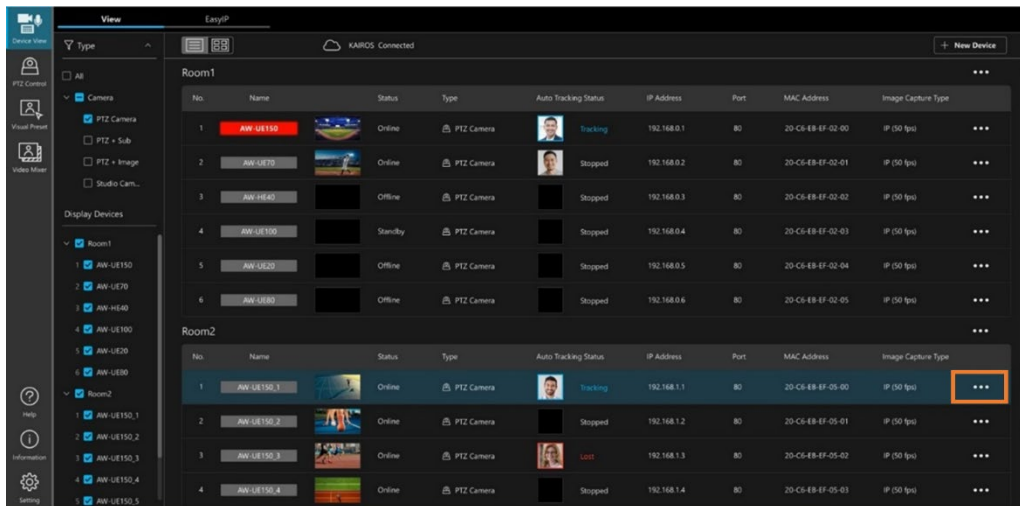 View EasyIP
Device View
PTZ Control
Visual Preset
Video Mixer
Help
Information
Setting
Type
All
Camera
PTZ Camera
PTZ + Sub
PTZ + Image
Studio Cam...
Display Devices
Room1
1 AW-UE150
2 AW-UE70
3 AW-HE40
4 AW-UE100
5 AW-UE20
6 AW-UE80
Room2
1 AW-UE150_1
2 AW-UE150_2
3 AW-UE150_3
4 AW-UE150_4
5 AW-UE150_5
KAIROS Connected
+ New Device
Room1
No. Name Status Type Auto Tracking Status IP Address Port MAC Address Image Capture Type
1 AW-UE150 Online PTZ Camera Tracking 192.168.0.1 80 20-C6-EB-EF-02-00 IP (50 fps)
2 AW-UE70 Online PTZ Camera Stopped 192.168.0.2 80 20-C6-EB-EF-02-01 IP (50 fps)
3 AW-HE40 Offline PTZ Camera Stopped 192.168.0.3 80 20-C6-EB-EF-02-02 IP (50 fps)
4 AW-UE100 Standby PTZ Camera Stopped 192.168.0.4 80 20-C6-EB-EF-02-03 IP (50 fps)
5 AW-UE20 Offline PTZ Camera Stopped 192.168.0.5 80 20-C6-EB-EF-02-04 IP (50 fps)
6 AW-UE80 Offline PTZ Camera Stopped 192.168.0.6 80 20-C6-EB-EF-02-05 IP (50 fps)
Room2
No. Name Status Type Auto Tracking Status IP Address Port MAC Address Image Capture Type
1 AW-UE150_1 Online PTZ Camera Tracking 192.168.1.1 80 20-C6-EB-EF-05-00 IP (50 fps)
2 AW-UE150_2 Online PTZ Camera Stopped 192.168.1.2 80 20-C6-EB-EF-05-01 IP (50 fps)
3 AW-UE150_3 Online PTZ Camera Lost 192.168.1.3 80 20-C6-EB-EF-05-02 IP (50 fps)
4 AW-UE150_4 Online PTZ Camera Stopped 192.168.1.4 80 20-C6-EB-EF-05-03 IP (50 fps)